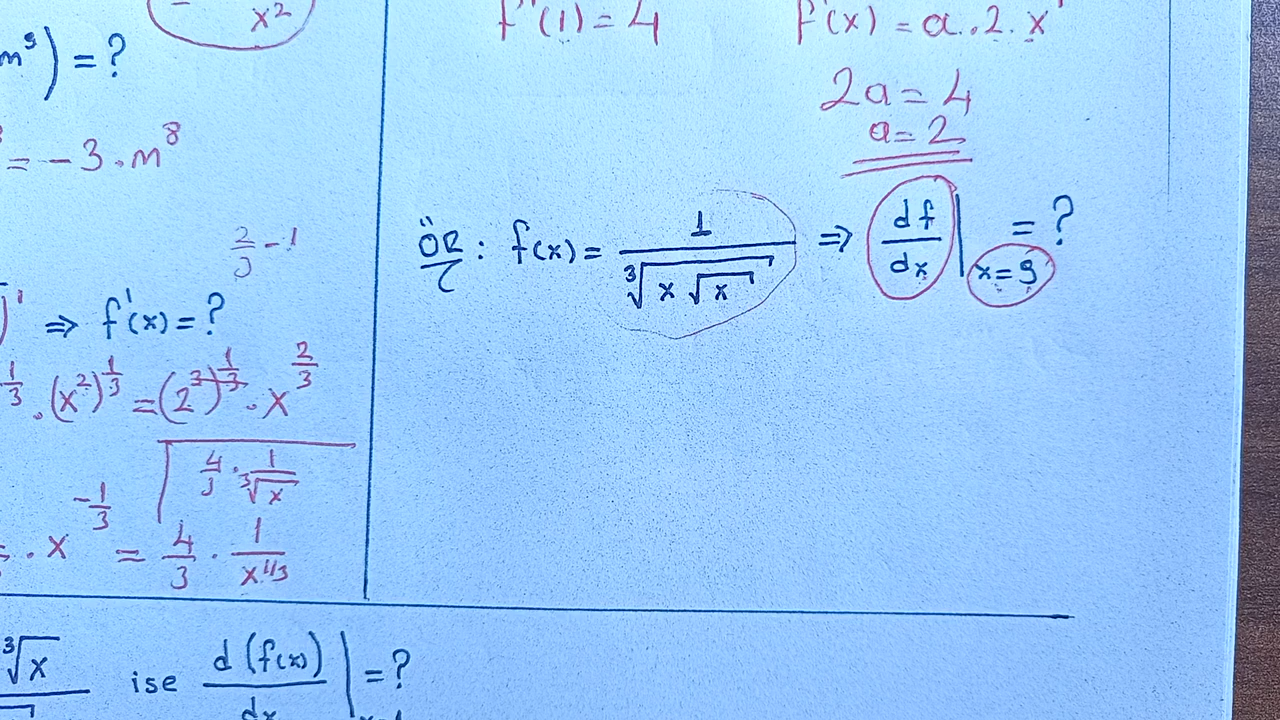 x²
m⁹) = ?
= -3.m⁸
2/3 - 1
⇒ f'(x) = ?
1/3 . (x²)^(1/3) = (2³)^(1/3) . x^(2/3)
4/3 . 1/∛x
. x^(-1/3) = 4/3 . 1/x^(1/3)
f'(1) = 4
f'(x) = a..2.x¹
2a = 4
a = 2
ÖR: f(x) = 1/∛(x√x) ⇒ df/dx | x=9 = ?
∛x ise d(f(x))/dx | = ?